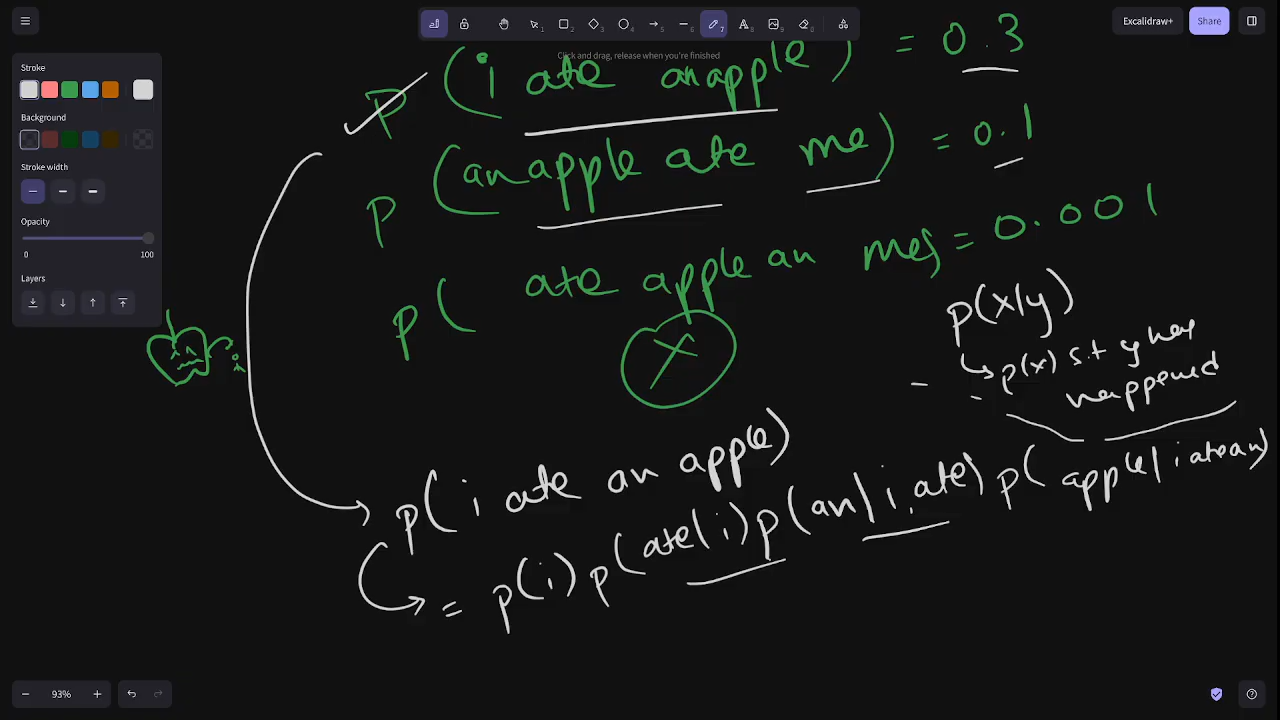 Excalidraw+
Share
Click and drag, release when you're finished
Stroke
Background
Stroke width
Opacity
0 100
Layers
P (i ate an apple) = 0.3
P (an apple ate me) = 0.1
P ( ate apple an me) = 0.001
p(x|y)
p(x) s.t y has
happened
p(i ate an apple)
= p(i) p(ate|i) p(an|i, ate) p(apple|i ate an)
93%